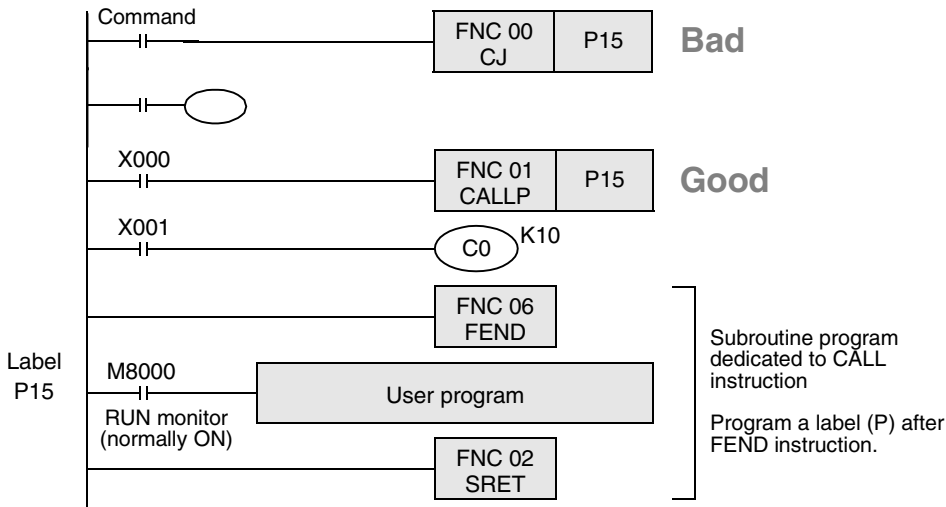 Command
FNC 00
CJ
P15
Bad
X000
FNC 01
CALLP
P15
Good
X001
C0
K10
FNC 06
FEND
Label
P15
M8000
RUN monitor
(normally ON)
User program
FNC 02
SRET
Subroutine program
dedicated to CALL
instruction
Program a label (P) after
FEND instruction.